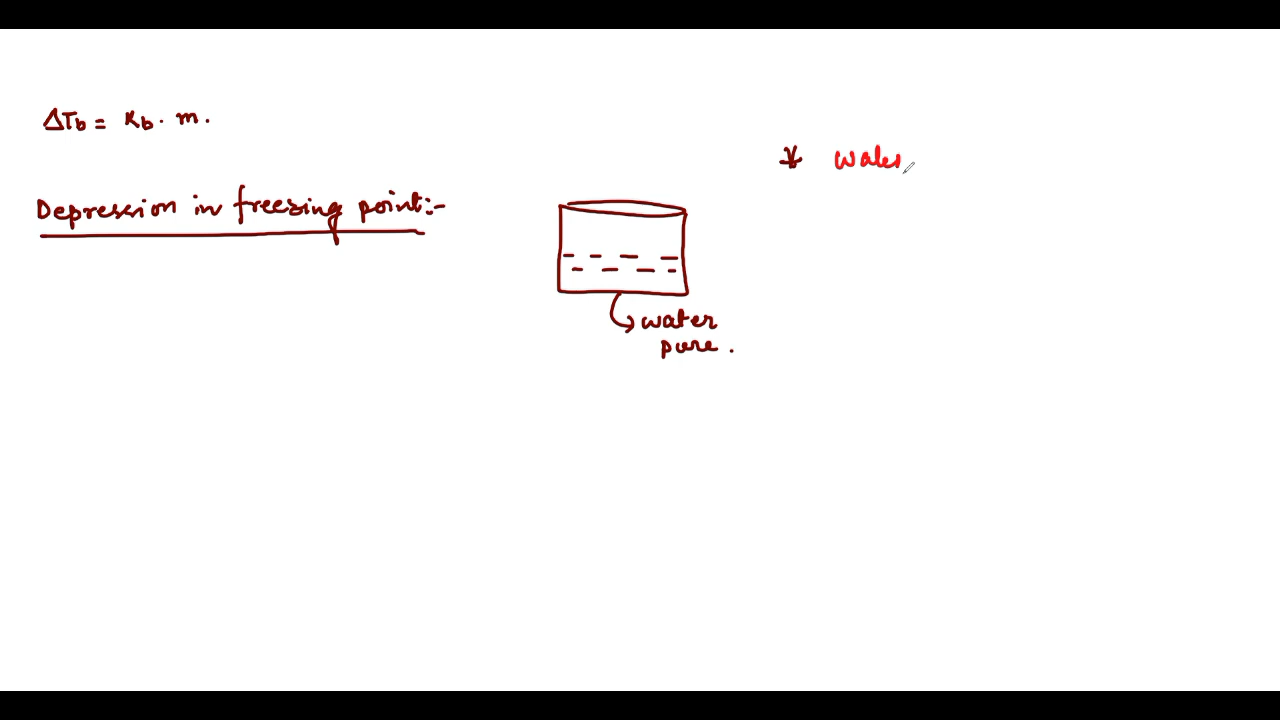 ΔTb = Kb · m.
* water
Depression in freezing point:-
water
pure.